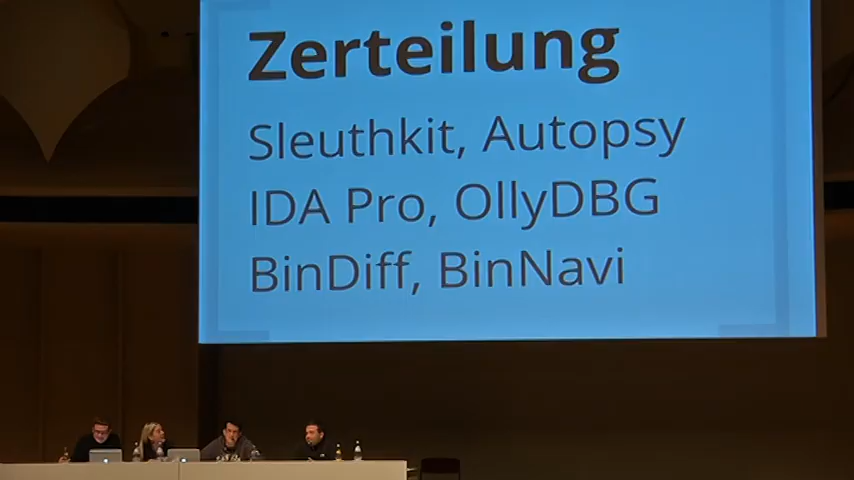 Zerteilung
Sleuthkit, Autopsy
IDA Pro, OllyDBG
BinDiff, BinNavi